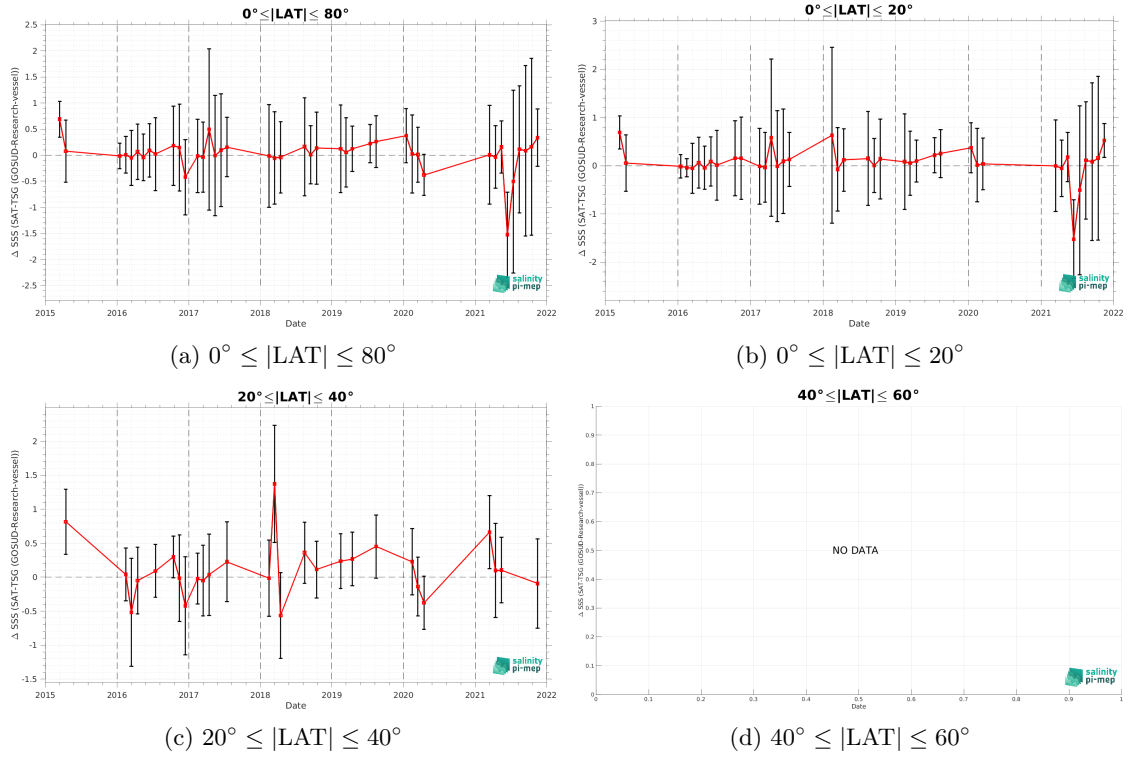 0°≤|LAT|≤ 80°
Δ SSS (SAT-TSG (GOSUD-Research-vessel))
2.5
2
1.5
1
0.5
0
-0.5
-1
-1.5
-2
-2.5
2015 2016 2017 2018 2019 2020 2021 2022
Date
salinity
pi-mep
(a) 0° ≤ |LAT| ≤ 80°
0°≤|LAT|≤ 20°
Δ SSS (SAT-TSG (GOSUD-Research-vessel))
3
2
1
0
-1
-2
2015 2016 2017 2018 2019 2020 2021 2022
Date
salinity
pi-mep
(b) 0° ≤ |LAT| ≤ 20°
20°≤|LAT|≤ 40°
Δ SSS (SAT-TSG (GOSUD-Research-vessel))
2
1.5
1
0.5
0
-0.5
-1
-1.5
2015 2016 2017 2018 2019 2020 2021 2022
Date
salinity
pi-mep
(c) 20° ≤ |LAT| ≤ 40°
40°≤|LAT|≤ 60°
Δ SSS (SAT-TSG (GOSUD-Research-vessel))
1
0.9
0.8
0.7
0.6
0.5
0.4
0.3
0.2
0.1
0
NO DATA
0 0.1 0.2 0.3 0.4 0.5 0.6 0.7 0.8 0.9 1
Date
salinity
pi-mep
(d) 40° ≤ |LAT| ≤ 60°